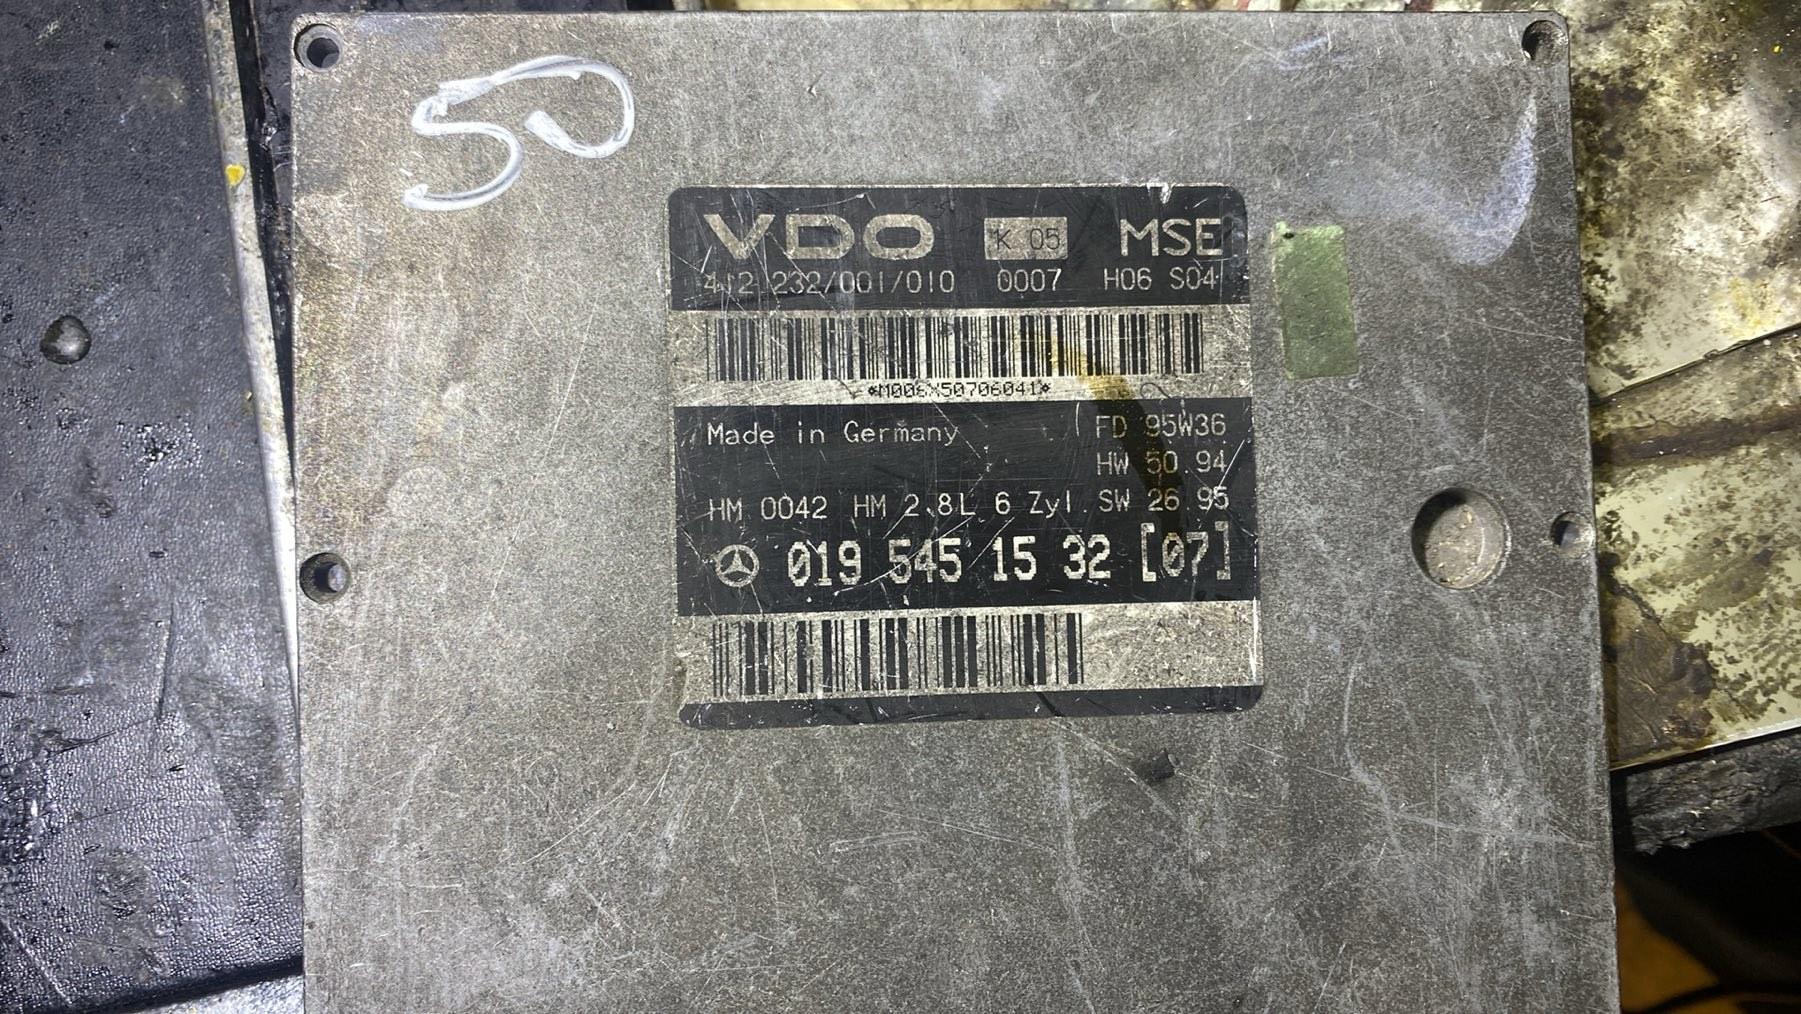 50
VDO K 05 MSE
412.232/001/010 0007 H06 S04
*M006X50706041*
Made in Germany FD 95W36
HW 50.94
HM 0042 HM 2.8L 6 Zyl. SW 26.95
019 545 15 32 [07]